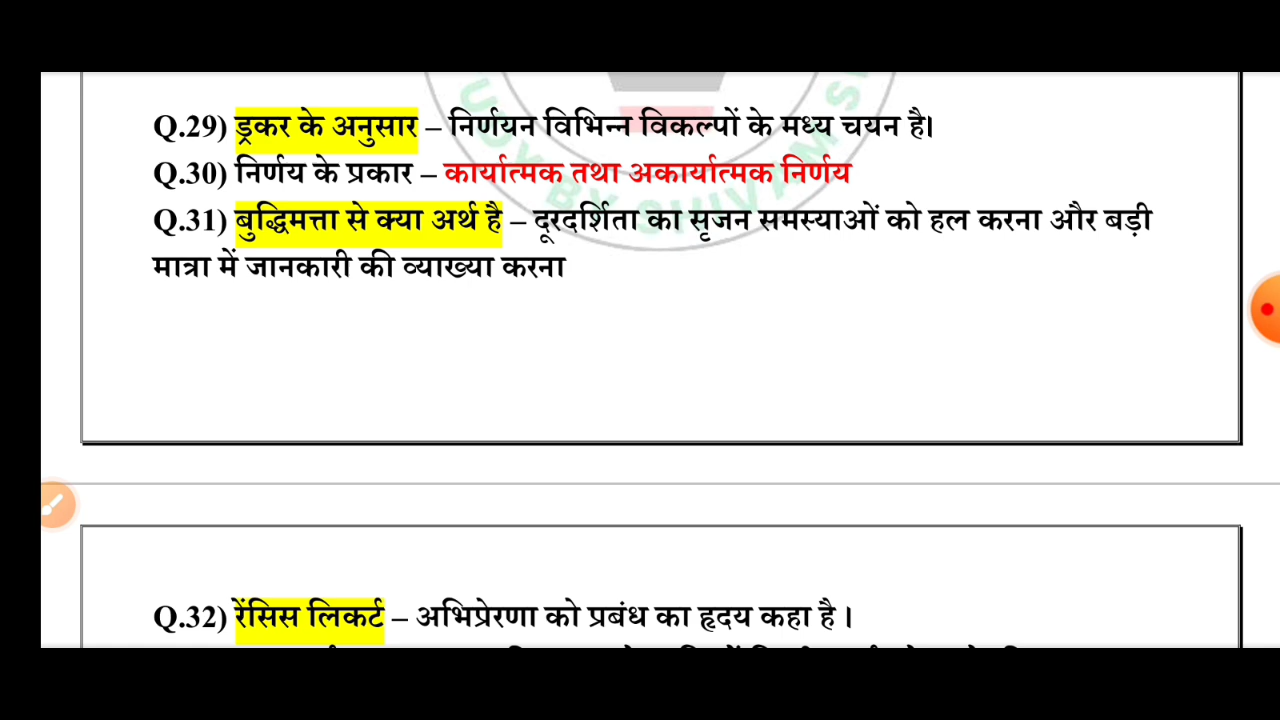 Q.29) ड्रकर के अनुसार – निर्णयन विभिन्न विकल्पों के मध्य चयन है।
Q.30) निर्णय के प्रकार – कार्यात्मक तथा अकार्यात्मक निर्णय
Q.31) बुद्धिमत्ता से क्या अर्थ है – दूरदर्शिता का सृजन समस्याओं को हल करना और बड़ी
मात्रा में जानकारी की व्याख्या करना
Q.32) रेंसिस लिकर्ट – अभिप्रेरणा को प्रबंध का हृदय कहा है ।